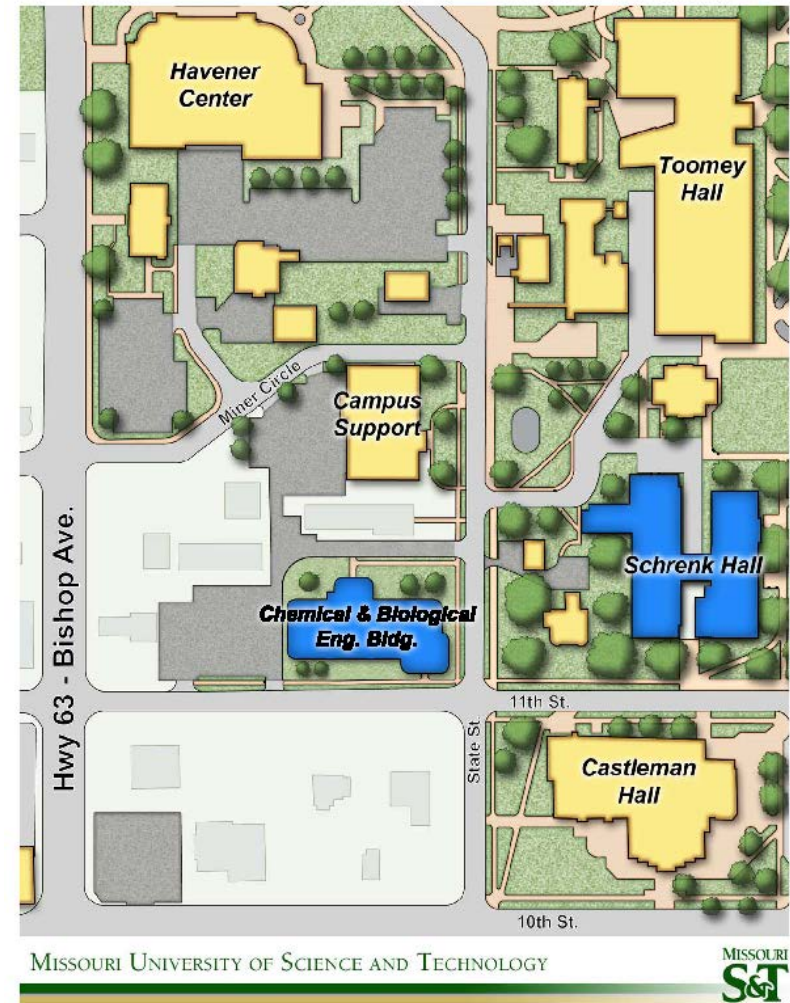 Havener
Center
Toomey
Hall
Miner Circle
Campus
Support
Hwy 63 - Bishop Ave.
Schrenk Hall
Chemical & Biological
Eng. Bldg.
11th St.
State St.
Castleman
Hall
10th St.
MISSOURI UNIVERSITY OF SCIENCE AND TECHNOLOGY
MISSOURI
S&T